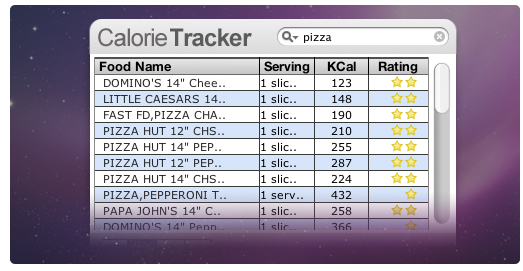 CalorieTracker
pizza
Food Name Serving KCal Rating
DOMINO'S 14" Chee.. 1 slic.. 123
LITTLE CAESARS 14.. 1 slic.. 148
FAST FD,PIZZA CHA.. 1 slic.. 190
PIZZA HUT 12" CHS.. 1 slic.. 210
PIZZA HUT 14" PEP.. 1 slic.. 255
PIZZA HUT 12" PEP.. 1 slic.. 287
PIZZA HUT 14" CHS.. 1 slic.. 224
PIZZA,PEPPERONI T.. 1 serv.. 432
PAPA JOHN'S 14" C.. 1 slic.. 258
DOMINO'S 14" Pepp.. 1 slic.. 366